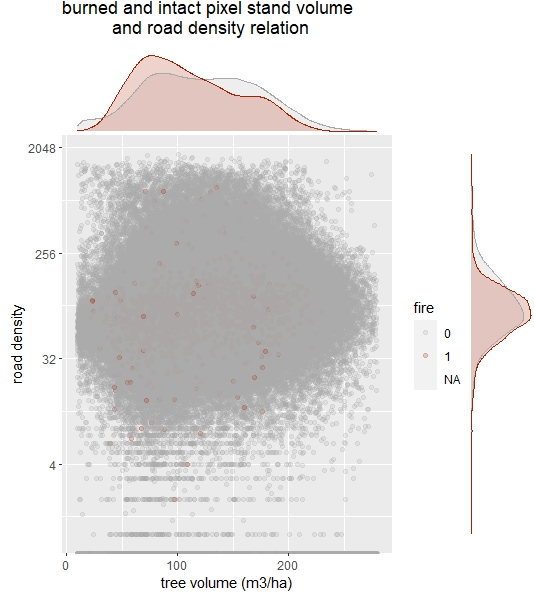 burned and intact pixel stand volume
and road density relation
2048
256
32
4
road density
0
100
200
tree volume (m3/ha)
fire
0
1
NA